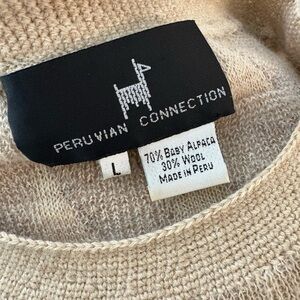 PERUVIAN CONNECTION
L
70% BABY ALPACA
30% WOOL
MADE IN PERU